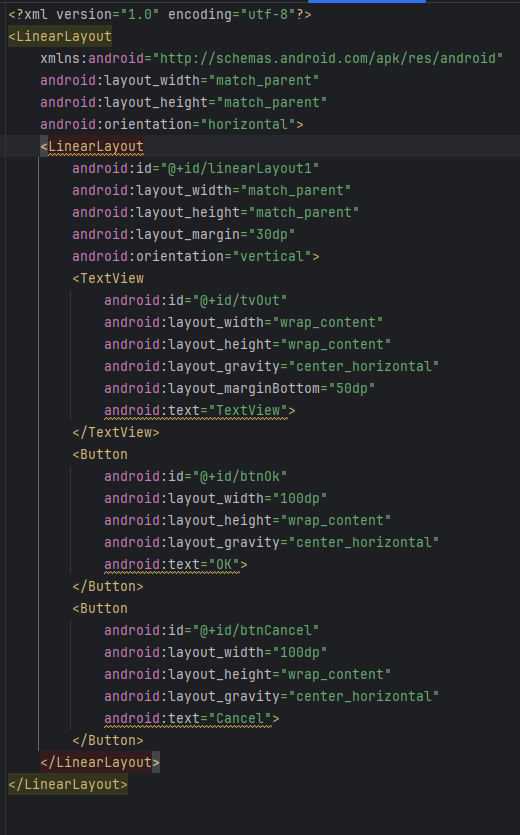 <?xml version="1.0" encoding="utf-8"?>
<LinearLayout
    xmlns:android="http://schemas.android.com/apk/res/android"
    android:layout_width="match_parent"
    android:layout_height="match_parent"
    android:orientation="horizontal">
    <LinearLayout
        android:id="@+id/linearLayout1"
        android:layout_width="match_parent"
        android:layout_height="match_parent"
        android:layout_margin="30dp"
        android:orientation="vertical">
        <TextView
            android:id="@+id/tvOut"
            android:layout_width="wrap_content"
            android:layout_height="wrap_content"
            android:layout_gravity="center_horizontal"
            android:layout_marginBottom="50dp"
            android:text="TextView">
        </TextView>
        <Button
            android:id="@+id/btnOk"
            android:layout_width="100dp"
            android:layout_height="wrap_content"
            android:layout_gravity="center_horizontal"
            android:text="OK">
        </Button>
        <Button
            android:id="@+id/btnCancel"
            android:layout_width="100dp"
            android:layout_height="wrap_content"
            android:layout_gravity="center_horizontal"
            android:text="Cancel">
        </Button>
    </LinearLayout>
</LinearLayout>